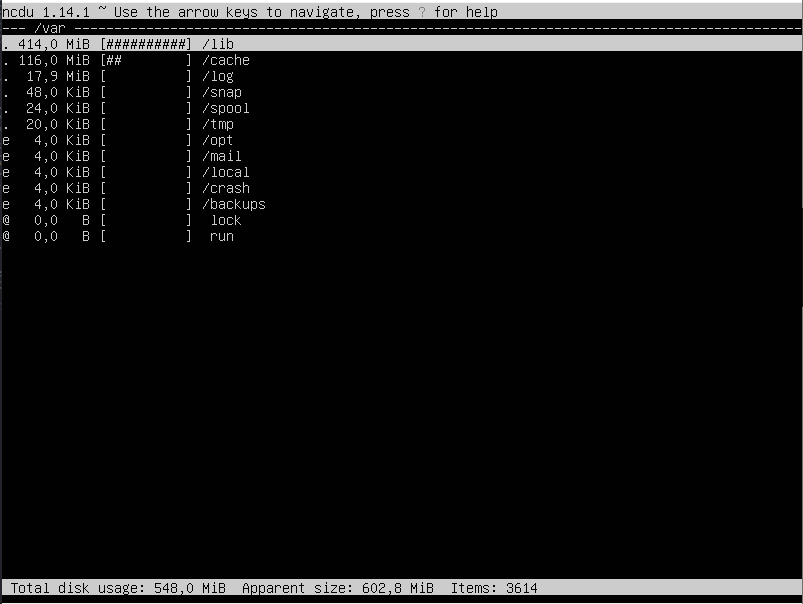 ncdu 1.14.1 ~ Use the arrow keys to navigate, press ? for help
--- /var ----------------------------------------------------------------------------------------
. 414,0 MiB [##########] /lib
. 116,0 MiB [##        ] /cache
.  17,9 MiB [          ] /log
.  48,0 KiB [          ] /snap
.  24,0 KiB [          ] /spool
.  20,0 KiB [          ] /tmp
e   4,0 KiB [          ] /opt
e   4,0 KiB [          ] /mail
e   4,0 KiB [          ] /local
e   4,0 KiB [          ] /crash
e   4,0 KiB [          ] /backups
@   0,0   B [          ]  lock
@   0,0   B [          ]  run
Total disk usage: 548,0 MiB  Apparent size: 602,8 MiB  Items: 3614